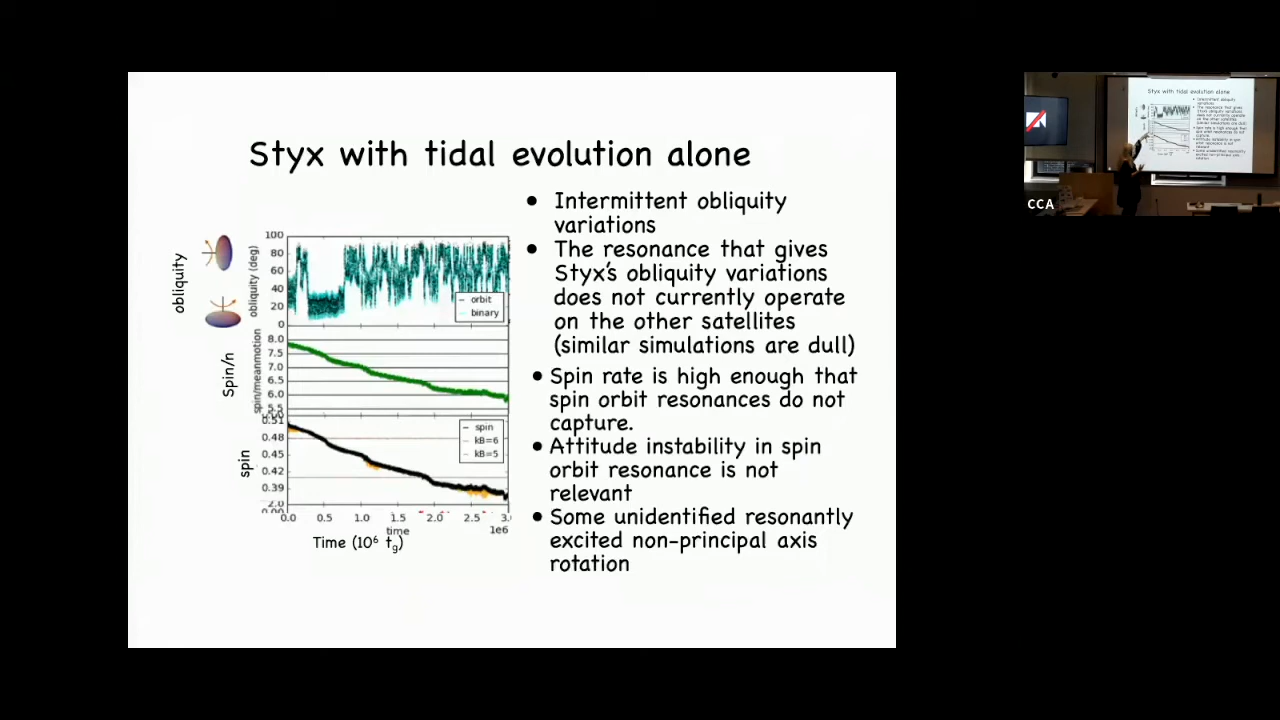 Styx with tidal evolution alone
Intermittent obliquity
variations
The resonance that gives
Styx's obliquity variations
does not currently operate
on the other satellites
(similar simulations are dull)
Spin rate is high enough that
spin orbit resonances do not
capture.
Attitude instability in spin
orbit resonance is not
relevant
Some unidentified resonantly
excited non-principal axis
rotation
obliquity
obliquity (deg)
100
80
60
40
20
0
orbit
binary
Spin/n
spin/meanmotion
8.0
7.5
7.0
6.5
6.0
5.5
spin
0.51
0.48
0.45
0.42
0.39
spin
kB=6
kB=5
0.0 0.5 1.0 1.5 2.0 2.5
time
1e6
Time (10⁶ tg)
CCA